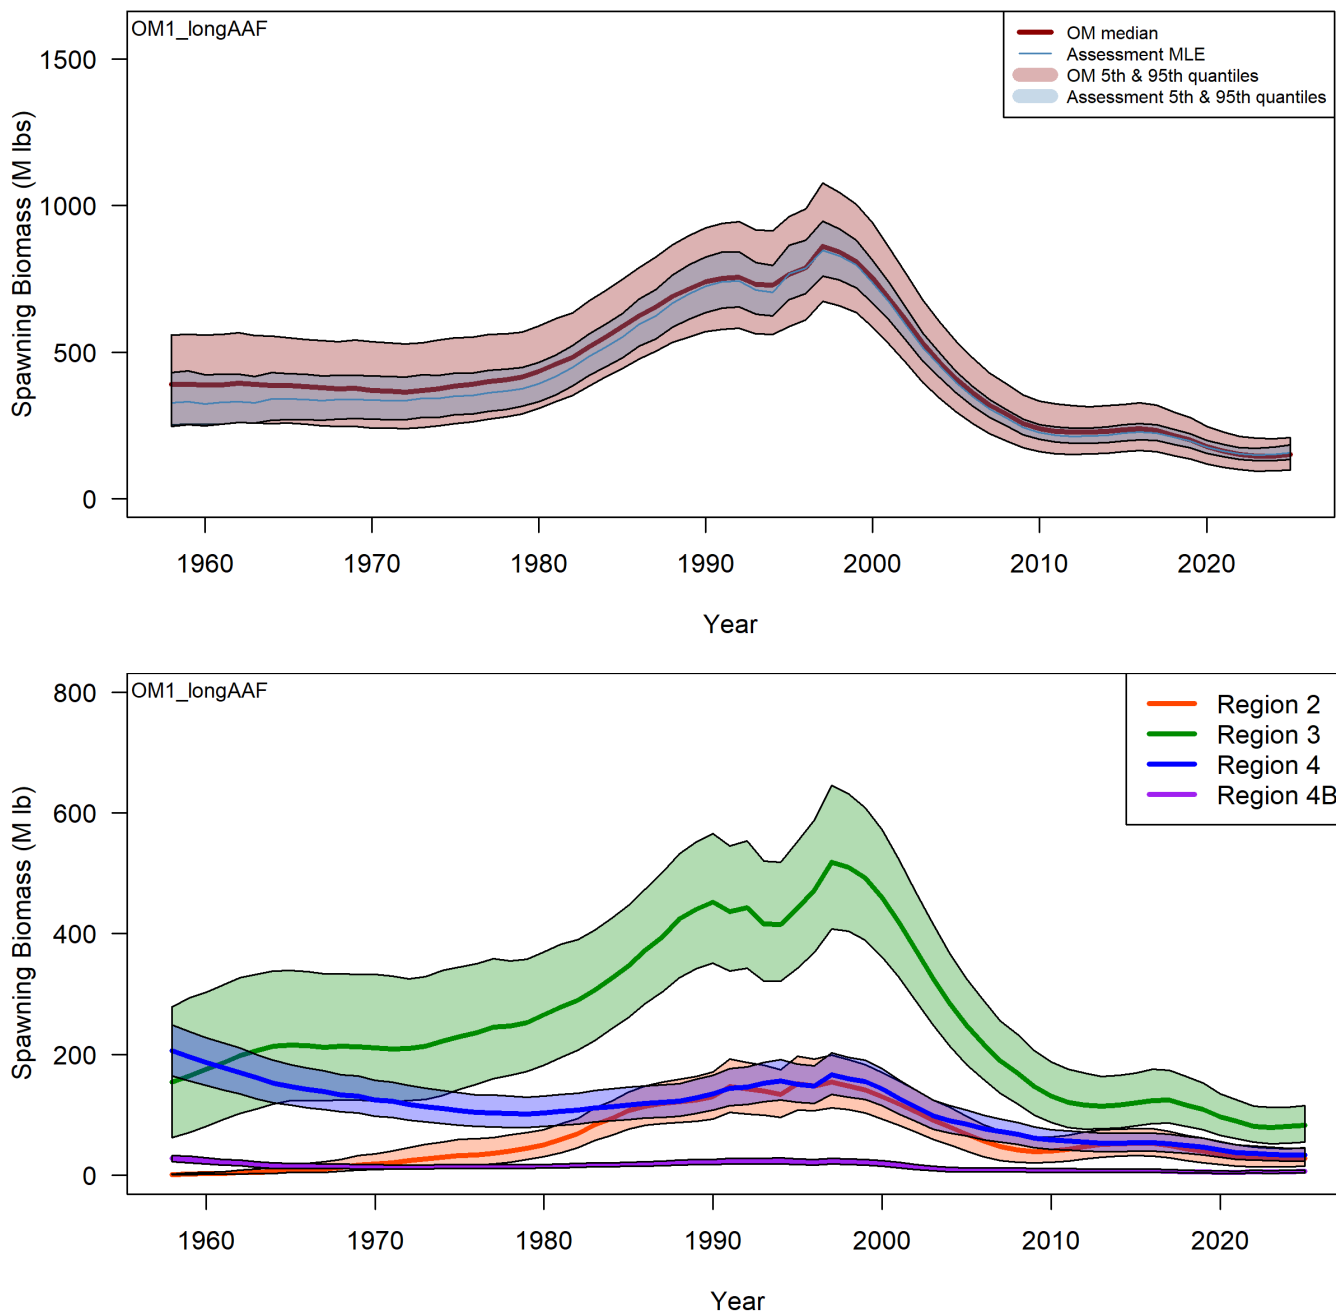 OM1_longAAF
OM median
Assessment MLE
OM 5th & 95th quantiles
Assessment 5th & 95th quantiles
Spawning Biomass (M lbs)
1500
1000
500
0
1960 1970 1980 1990 2000 2010 2020
Year
OM1_longAAF
Region 2
Region 3
Region 4
Region 4B
Spawning Biomass (M lb)
800
600
400
200
0
1960 1970 1980 1990 2000 2010 2020
Year